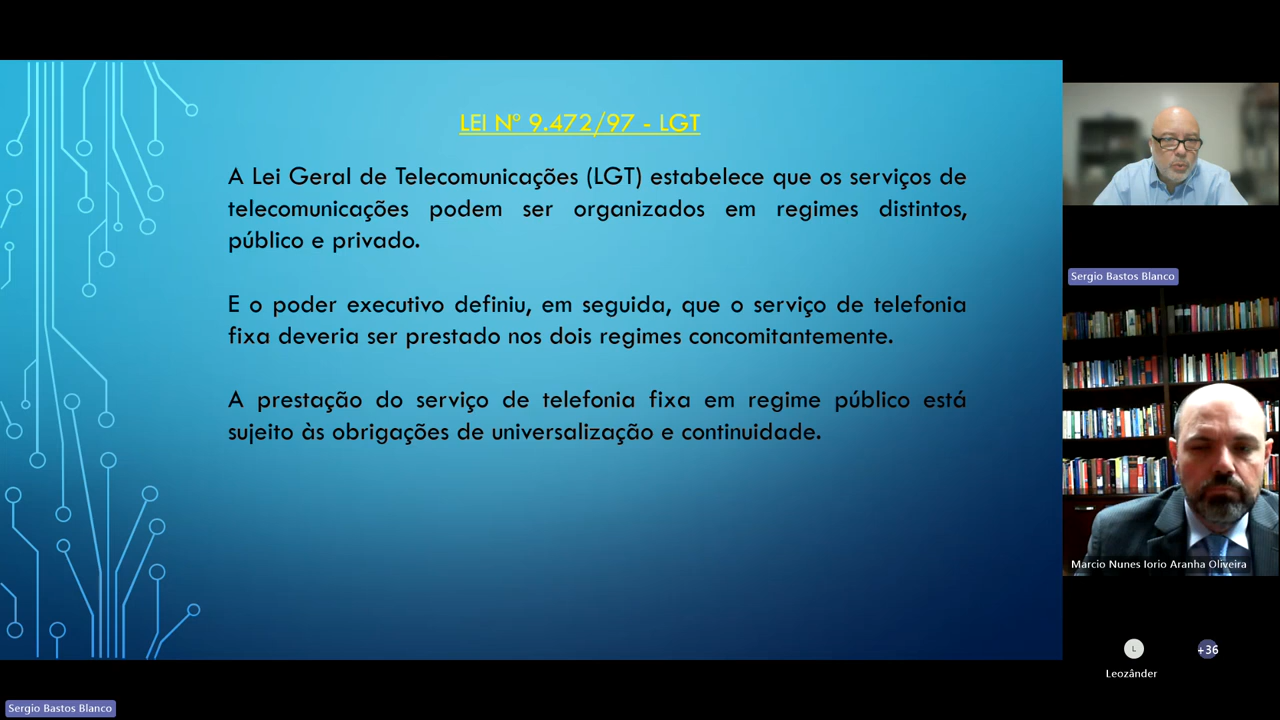 LEI Nº 9.472/97 - LGT
A Lei Geral de Telecomunicações (LGT) estabelece que os serviços de
telecomunicações podem ser organizados em regimes distintos,
público e privado.
E o poder executivo definiu, em seguida, que o serviço de telefonia
fixa deveria ser prestado nos dois regimes concomitantemente.
A prestação do serviço de telefonia fixa em regime público está
sujeito às obrigações de universalização e continuidade.
Sergio Bastos Blanco
Marcio Nunes Iorio Aranha Oliveira
L
+36
Leozânder
Sergio Bastos Blanco